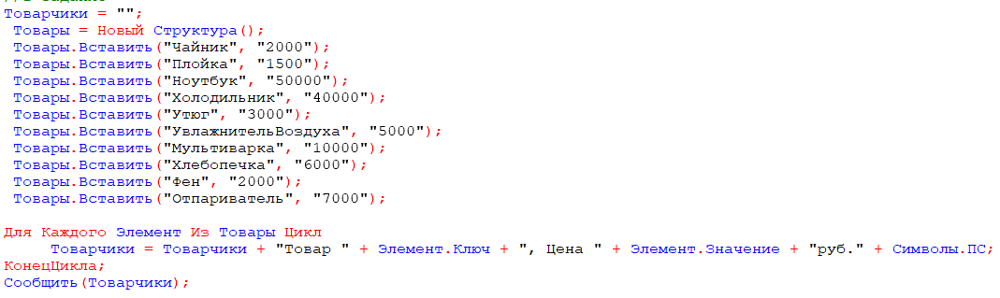 Товарчики = "";
Товары = Новый Структура();
Товары.Вставить("Чайник", "2000");
Товары.Вставить("Плойка", "1500");
Товары.Вставить("Ноутбук", "50000");
Товары.Вставить("Холодильник", "40000");
Товары.Вставить("Утюг", "3000");
Товары.Вставить("УвлажнительВоздуха", "5000");
Товары.Вставить("Мультиварка", "10000");
Товары.Вставить("Хлебопечка", "6000");
Товары.Вставить("Фен", "2000");
Товары.Вставить("Отпариватель", "7000");
Для Каждого Элемент Из Товары Цикл
Товарчики = Товарчики + "Товар " + Элемент.Ключ + ", Цена " + Элемент.Значение + "руб." + Символы.ПС;
КонецЦикла;
Сообщить(Товарчики);